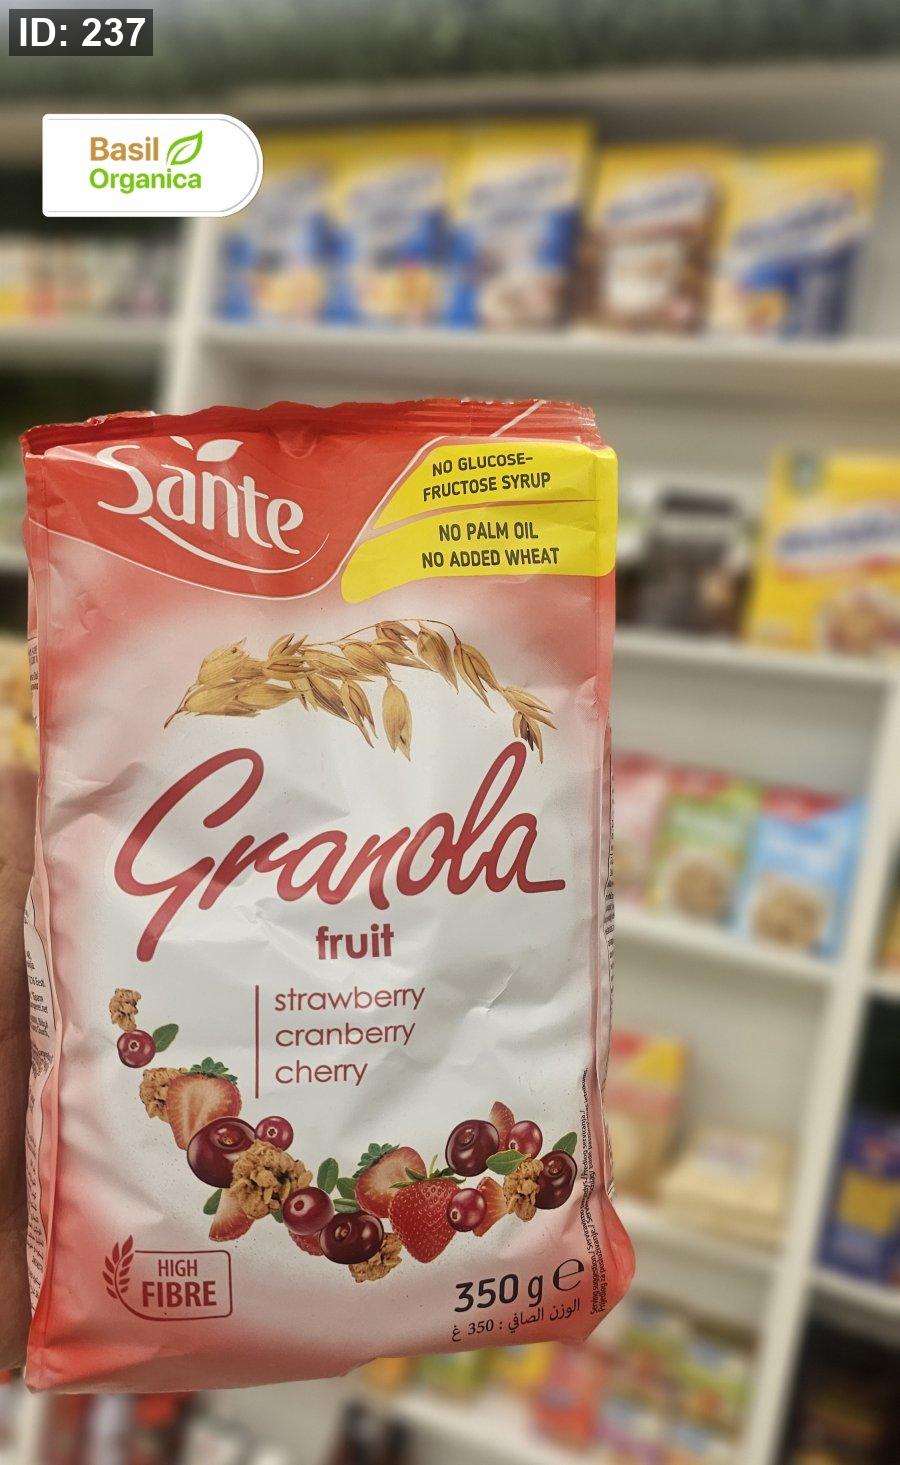 ID: 237
Basil
Organica
Sante
NO GLUCOSE-
FRUCTOSE SYRUP
NO PALM OIL
NO ADDED WHEAT
Granola
fruit
strawberry
cranberry
cherry
HIGH
FIBRE
350 g e
الوزن الصافي : 350 غ